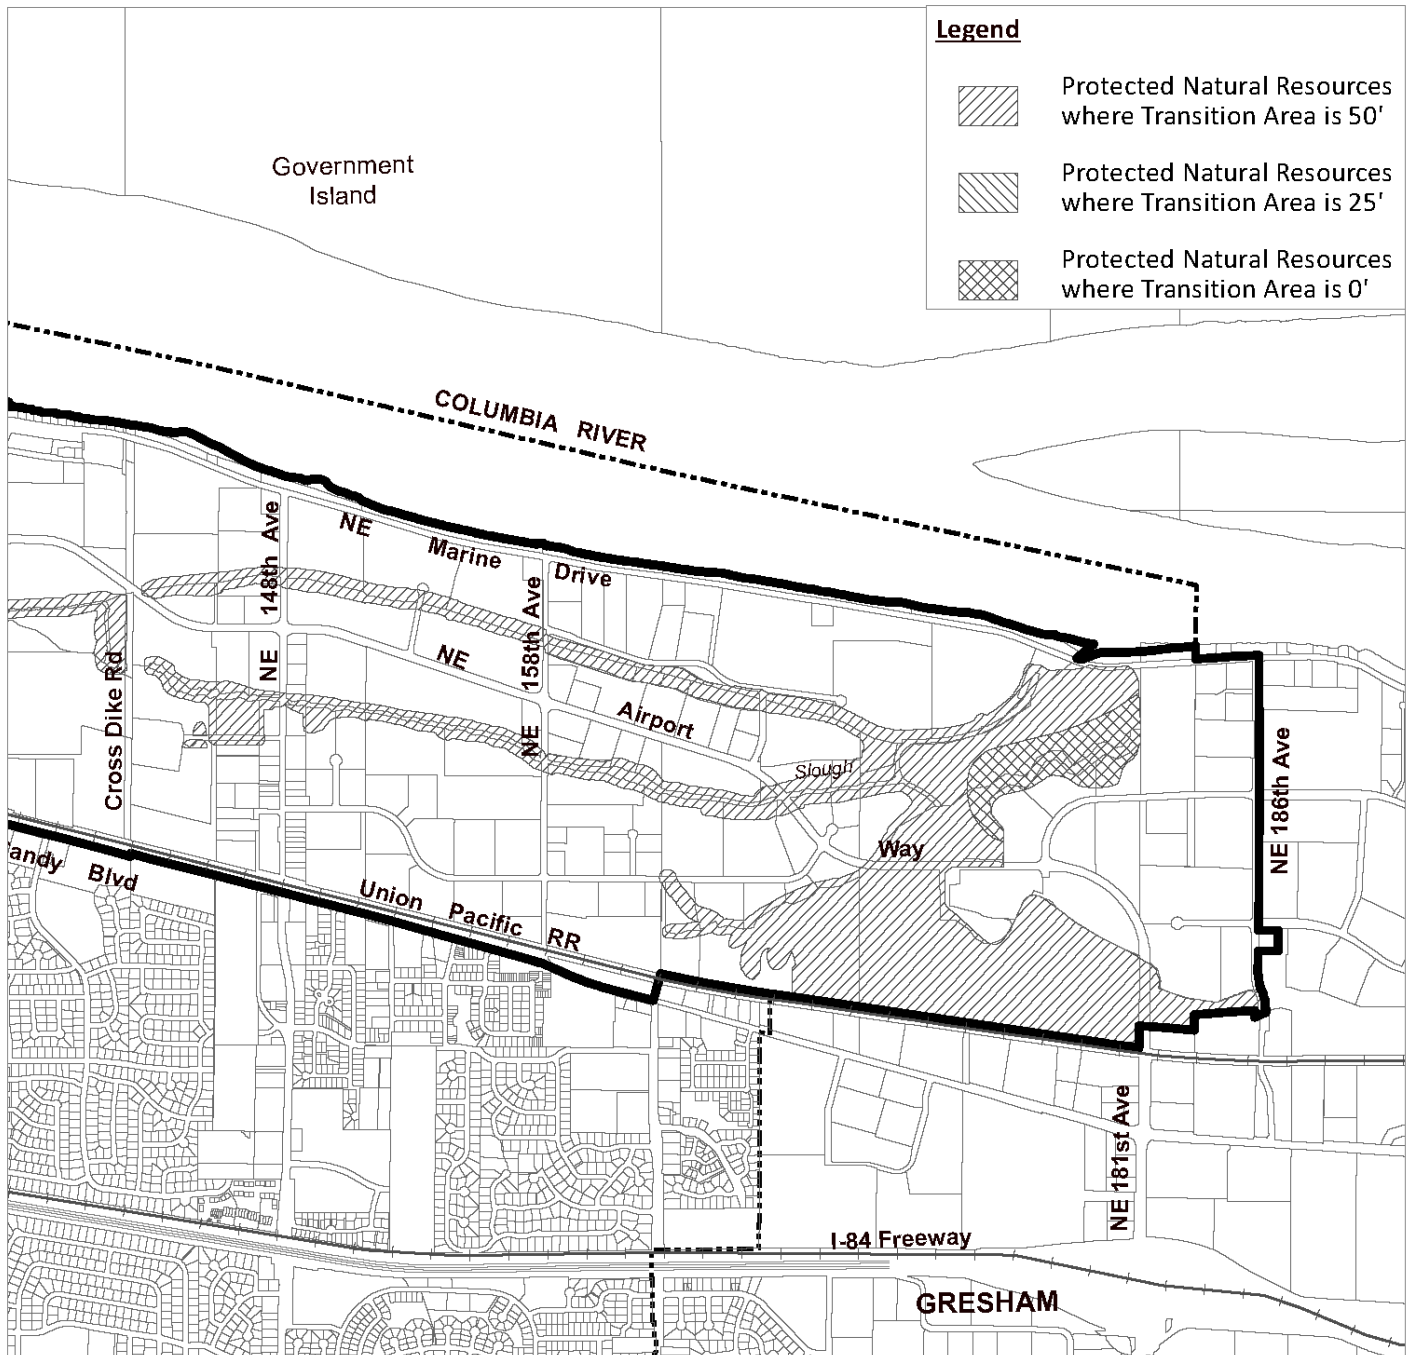 Legend
Protected Natural Resources
where Transition Area is 50'
Protected Natural Resources
where Transition Area is 25'
Protected Natural Resources
where Transition Area is 0'
Government
Island
COLUMBIA RIVER
NE Marine Drive
NE 148th Ave
NE 158th Ave
NE Airport Way
Cross Dike Rd
Slough
NE 186th Ave
andy Blvd
Union Pacific RR
NE 181st Ave
I-84 Freeway
GRESHAM